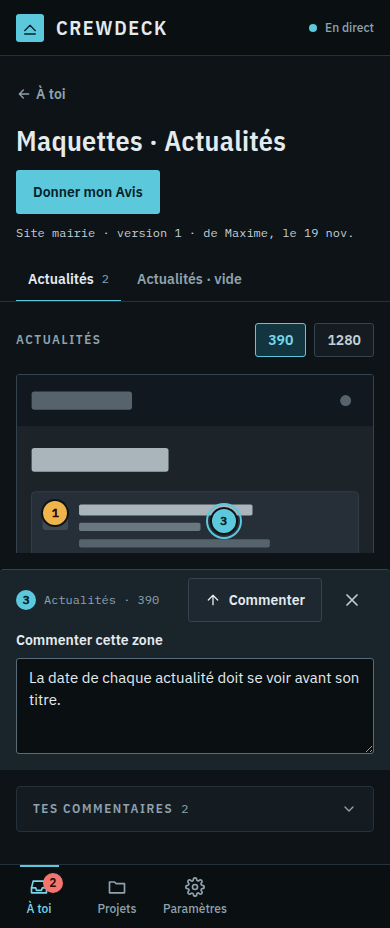 CREWDECK
En direct
← À toi
Maquettes · Actualités
Donner mon Avis
Site mairie · version 1 · de Maxime, le 19 nov.
Actualités 2
Actualités · vide
ACTUALITÉS
390
1280
1
3
3 Actualités · 390
↑ Commenter
Commenter cette zone
La date de chaque actualité doit se voir avant son
titre.
TES COMMENTAIRES 2
2
À toi
Projets
Paramètres